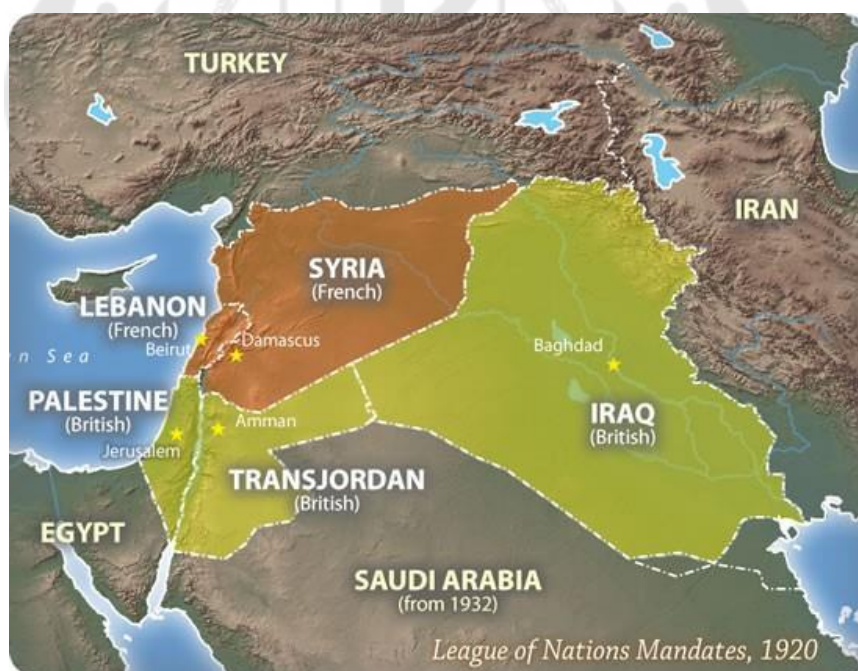 TURKEY
IRAN
SYRIA
(French)
LEBANON
(French)
Beirut
Damascus
Baghdad
n Sea
PALESTINE
(British)
Amman
IRAQ
(British)
Jerusalem
TRANSJORDAN
(British)
EGYPT
SAUDI ARABIA
(from 1932)
League of Nations Mandates, 1920